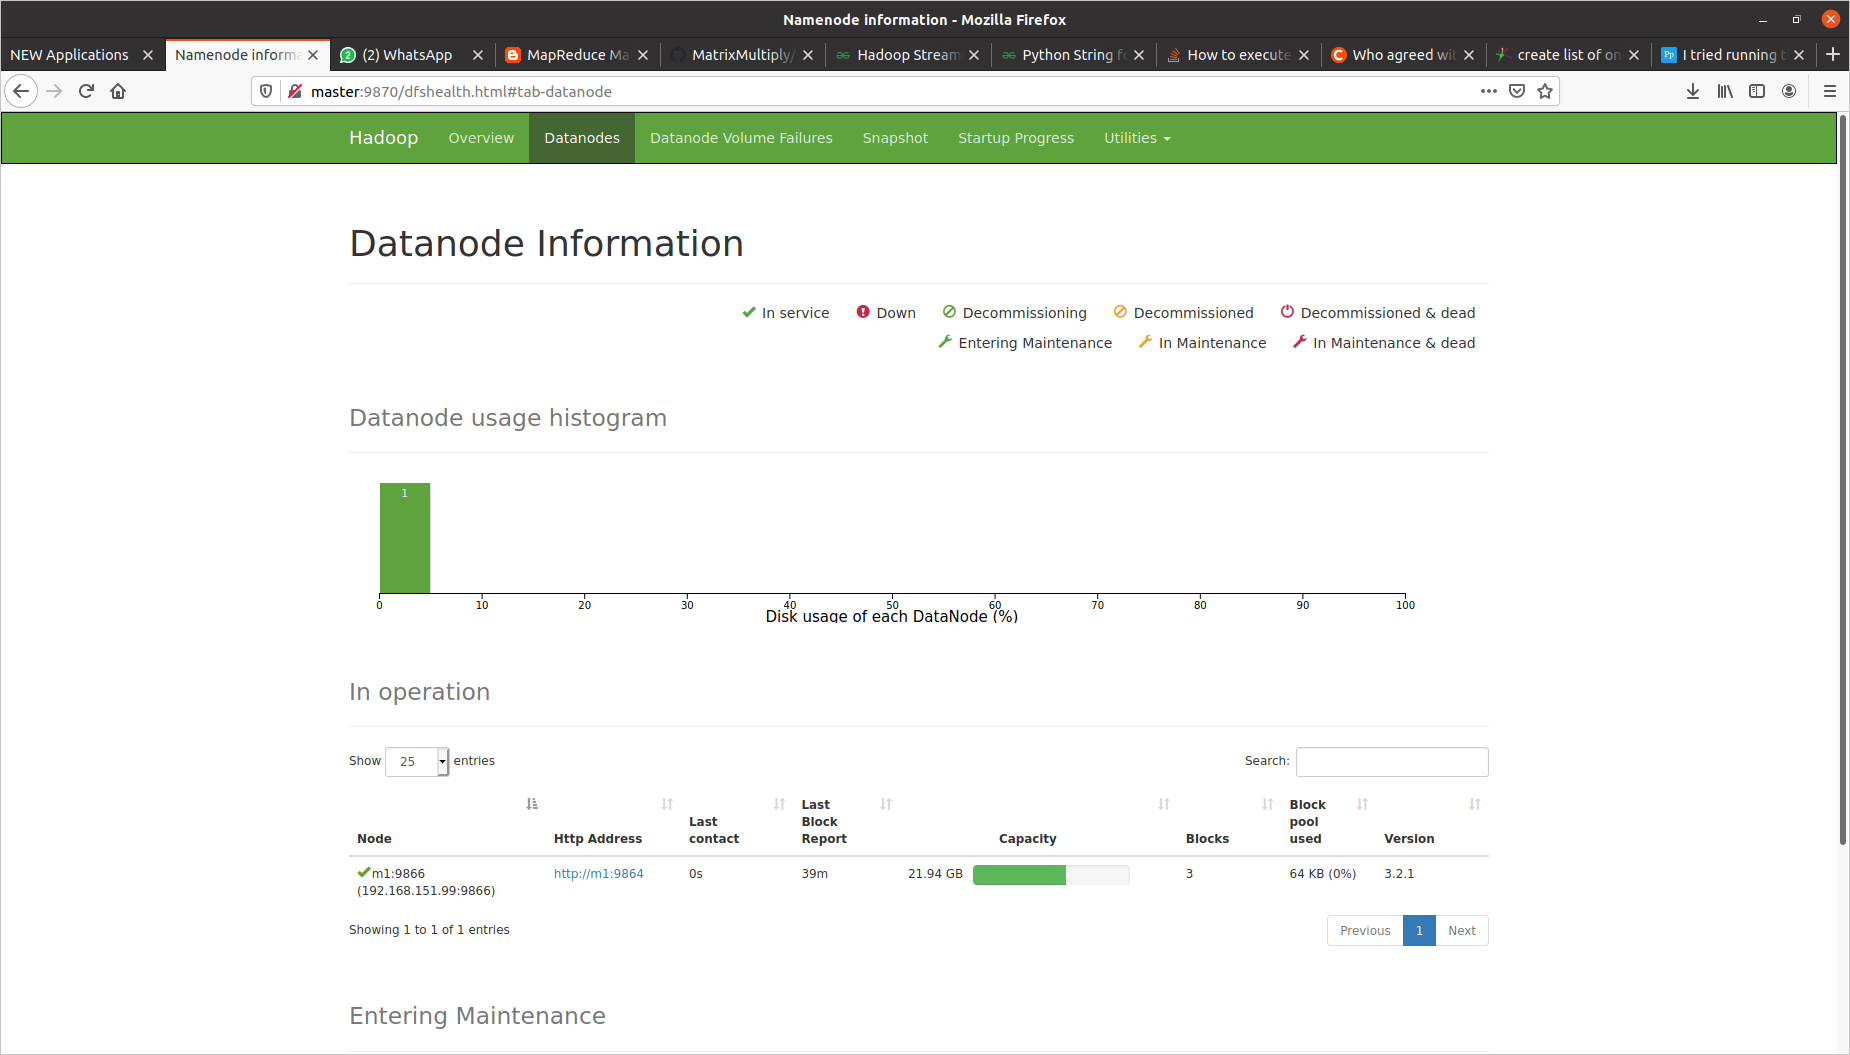 Namenode information - Mozilla Firefox
NEW Applications
Namenode informa
(2) WhatsApp
MapReduce Ma
MatrixMultiply/
Hadoop Stream
Python String fo
How to execute
Who agreed wit
create list of on
I tried running t
master:9870/dfshealth.html#tab-datanode
Hadoop Overview Datanodes Datanode Volume Failures Snapshot Startup Progress Utilities
Datanode Information
In service Down Decommissioning Decommissioned Decommissioned & dead
Entering Maintenance In Maintenance In Maintenance & dead
Datanode usage histogram
1
0 10 20 30 40 50 60 70 80 90 100
Disk usage of each DataNode (%)
In operation
Show 25 entries
Search:
Node Http Address Last contact Last Block Report Capacity Blocks Block pool used Version
m1:9866 (192.168.151.99:9866) http://m1:9864 0s 39m 21.94 GB 3 64 KB (0%) 3.2.1
Showing 1 to 1 of 1 entries
Previous 1 Next
Entering Maintenance